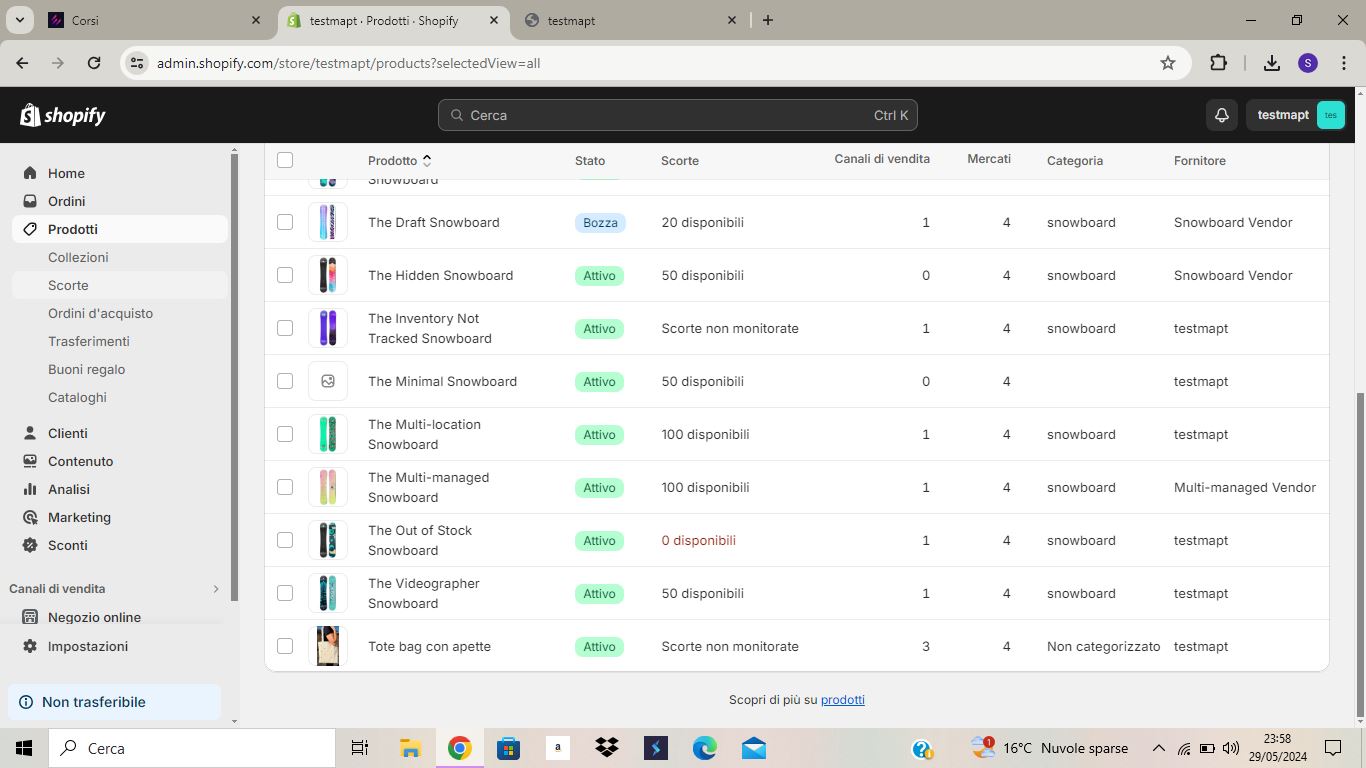 Corsi
testmapt · Prodotti · Shopify
testmapt
admin.shopify.com/store/testmapt/products?selectedView=all
shopify
Cerca
Ctrl K
testmapt
tes
Home
Ordini
Prodotti
Collezioni
Scorte
Ordini d'acquisto
Trasferimenti
Buoni regalo
Cataloghi
Clienti
Contenuto
Analisi
Marketing
Sconti
Canali di vendita
Negozio online
Impostazioni
Non trasferibile
Prodotto Stato Scorte Canali di vendita Mercati Categoria Fornitore
Snowboard
The Draft Snowboard Bozza 20 disponibili 1 4 snowboard Snowboard Vendor
The Hidden Snowboard Attivo 50 disponibili 0 4 snowboard Snowboard Vendor
The Inventory Not
Tracked Snowboard Attivo Scorte non monitorate 1 4 snowboard testmapt
The Minimal Snowboard Attivo 50 disponibili 0 4 testmapt
The Multi-location
Snowboard Attivo 100 disponibili 1 4 snowboard testmapt
The Multi-managed
Snowboard Attivo 100 disponibili 1 4 snowboard Multi-managed Vendor
The Out of Stock
Snowboard Attivo 0 disponibili 1 4 snowboard testmapt
The Videographer
Snowboard Attivo 50 disponibili 1 4 snowboard testmapt
Tote bag con apette Attivo Scorte non monitorate 3 4 Non categorizzato testmapt
Scopri di più su prodotti
Cerca
a
1
16°C Nuvole sparse
23:58
29/05/2024
S